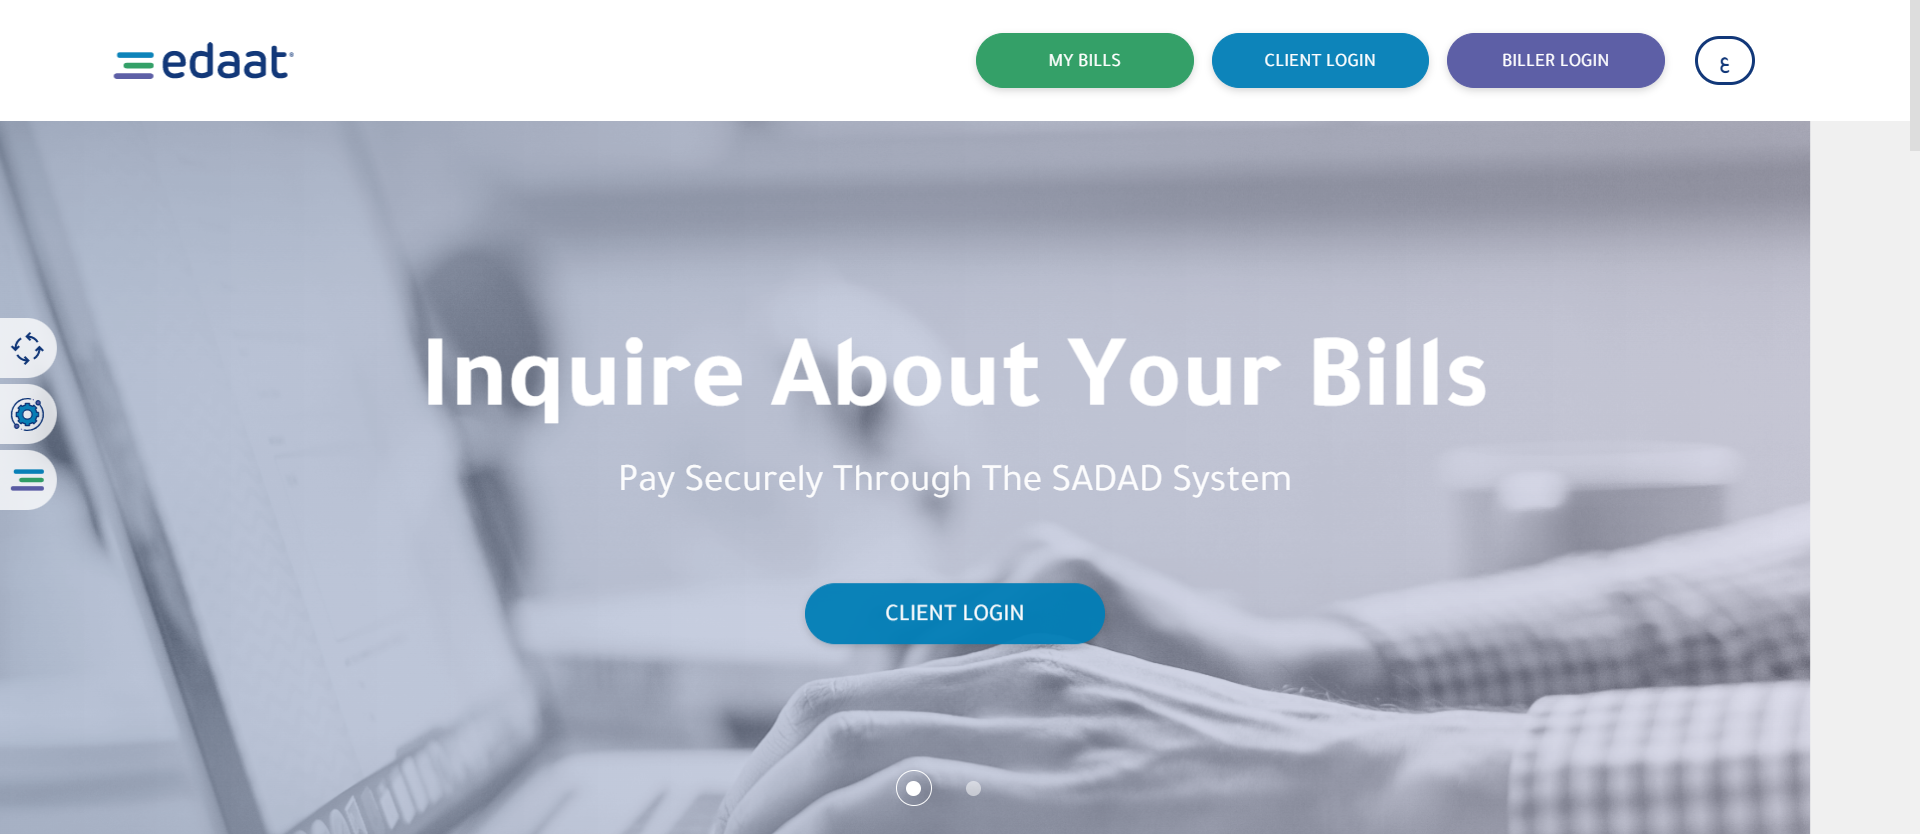 edaat
MY BILLS
CLIENT LOGIN
BILLER LOGIN
ع
Inquire About Your Bills
Pay Securely Through The SADAD System
CLIENT LOGIN